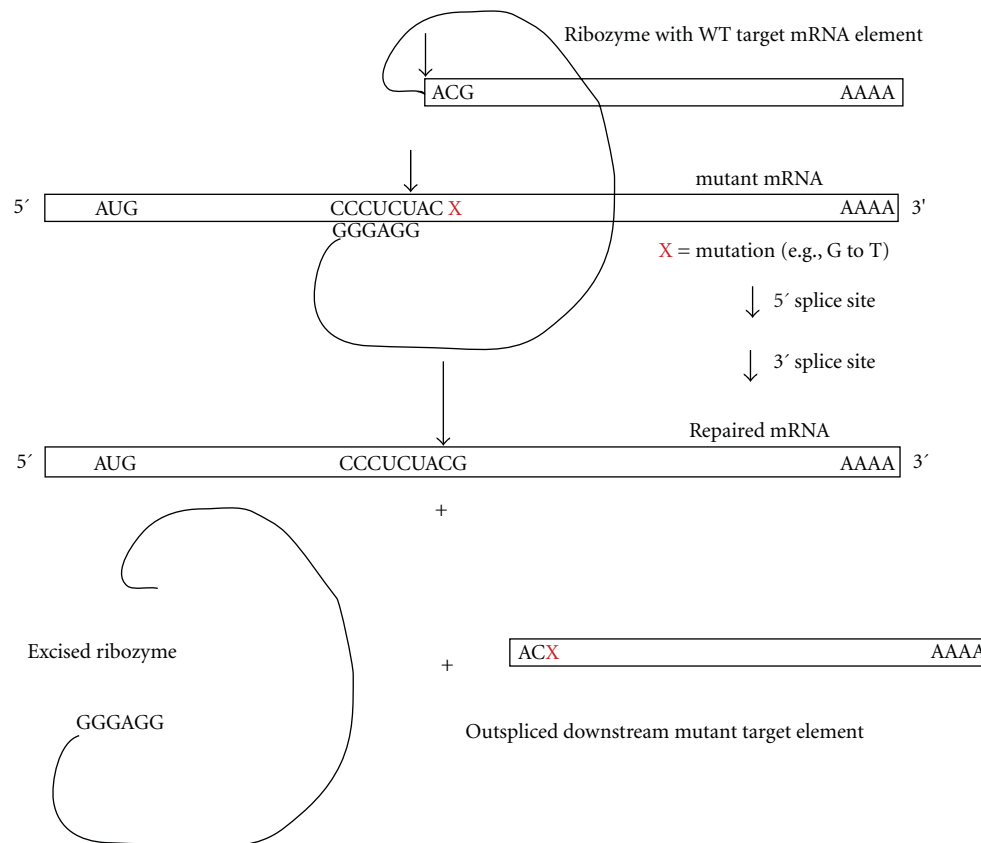 Ribozyme with WT target mRNA element
ACG AAAA
mutant mRNA
5´ AUG CCCUCUAC X AAAA 3'
GGGAGG
X = mutation (e.g., G to T)
5´ splice site
3´ splice site
Repaired mRNA
5´ AUG CCCUCUACG AAAA 3´
+
Excised ribozyme
+
ACX AAAA
GGGAGG
Outspliced downstream mutant target element